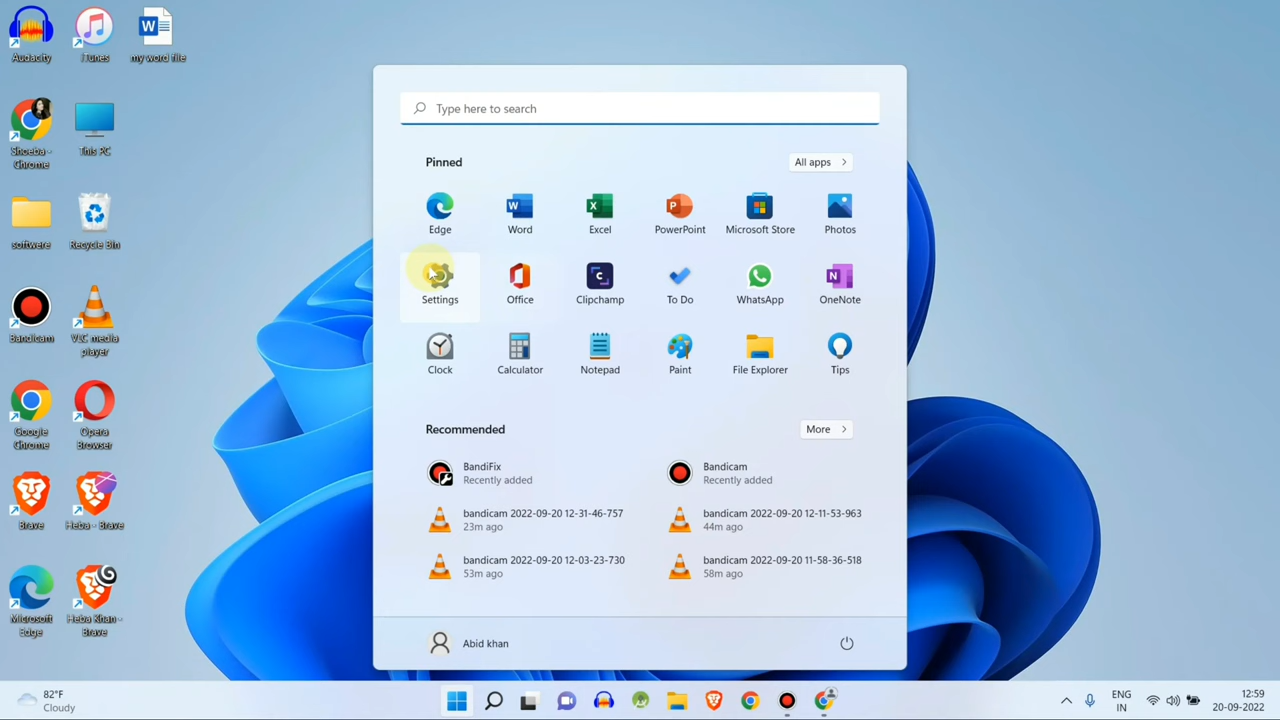 Audacity
iTunes
my word file
Shoeba -
Chrome
This PC
softwere
Recycle Bin
Bandicam
VLC media
player
Google
Chrome
Opera
Browser
Brave
Heba - Brave
Microsoft
Edge
Heba Khan -
Brave
Type here to search
Pinned
All apps
Edge
Word
Excel
PowerPoint
Microsoft Store
Photos
Settings
Office
Clipchamp
To Do
WhatsApp
OneNote
Clock
Calculator
Notepad
Paint
File Explorer
Tips
Recommended
More
BandiFix
Recently added
Bandicam
Recently added
bandicam 2022-09-20 12-31-46-757
23m ago
bandicam 2022-09-20 12-11-53-963
44m ago
bandicam 2022-09-20 12-03-23-730
53m ago
bandicam 2022-09-20 11-58-36-518
58m ago
Abid khan
82°F
Cloudy
ENG
IN
12:59
20-09-2022